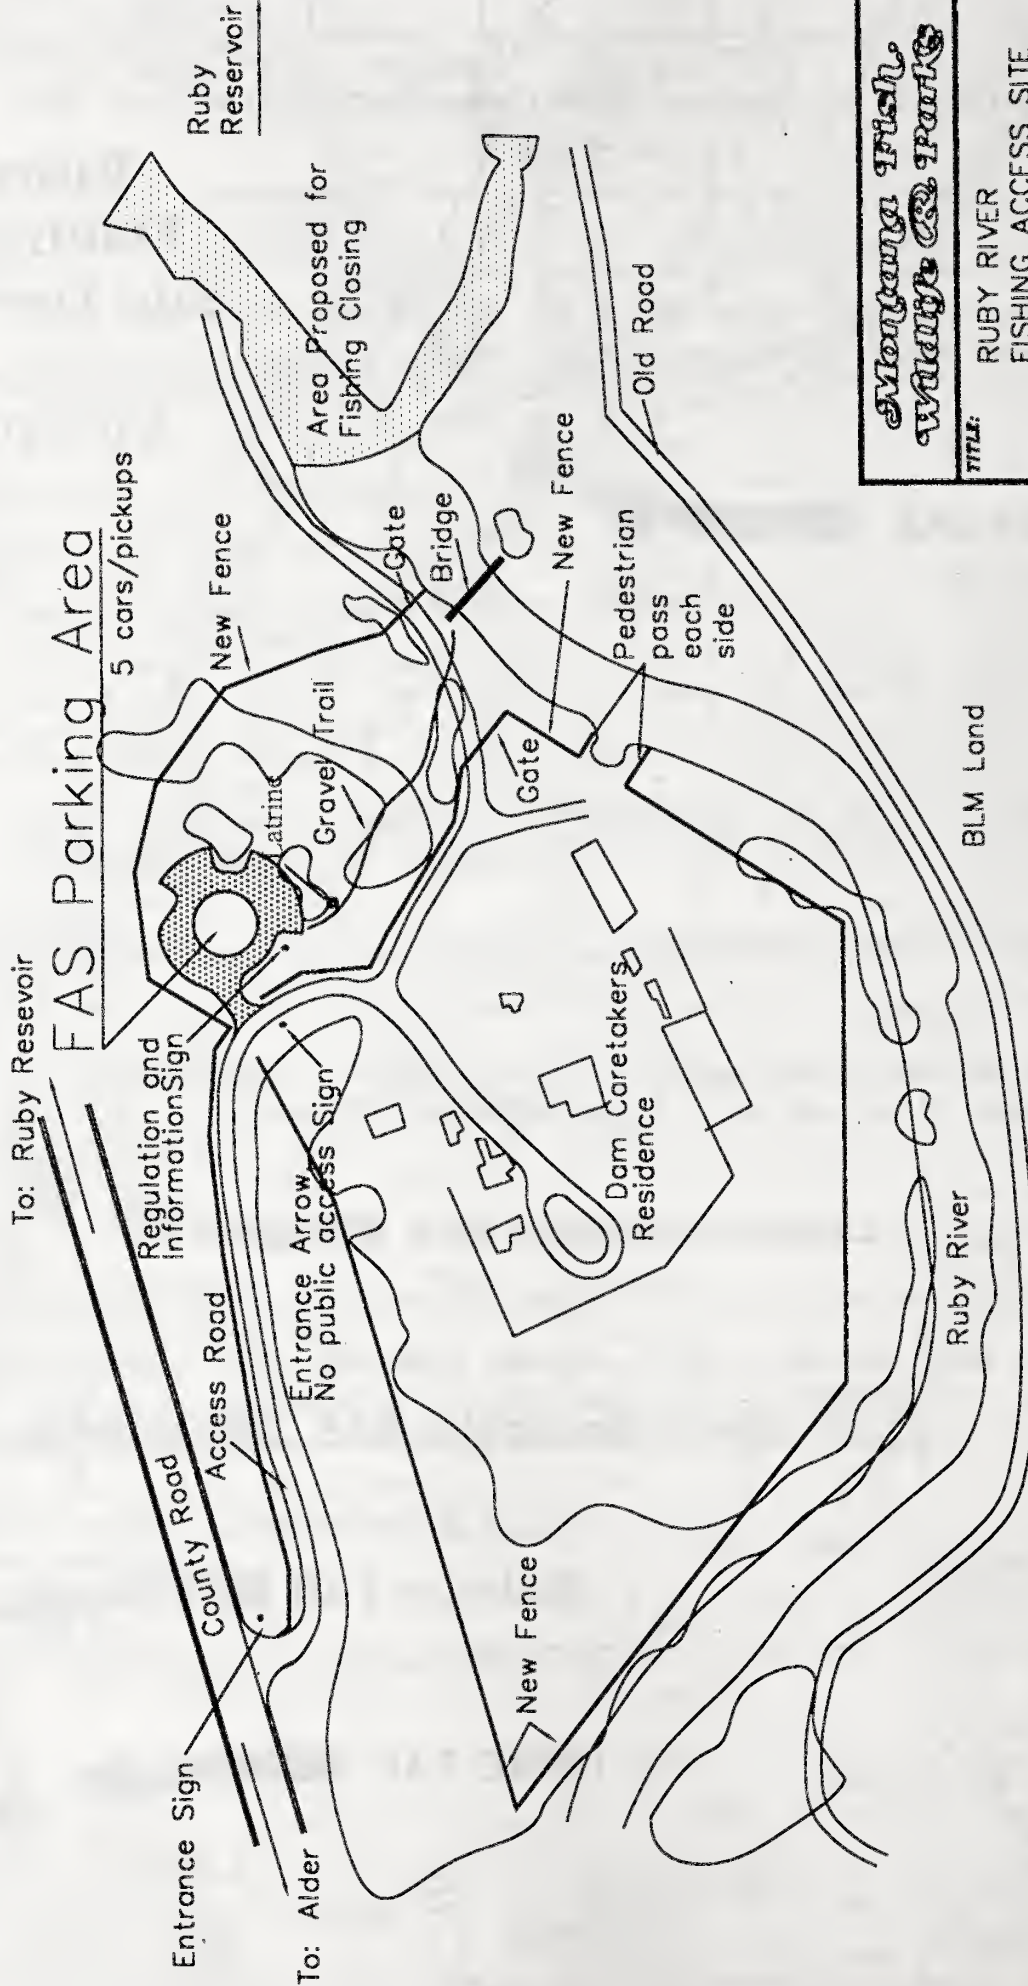 Ruby
Reservoir
To: Ruby Resevoir
FAS Parking Area
5 cars/pickups
Area Proposed for
Fishing Closing
New Fence
Gate
Bridge
Latrine
Gravel Trail
Regulation and
InformationSign
Entrance Arrow
No public access Sign
Access Road
County Road
Entrance Sign
To: Alder
New Fence
Gate
New Fence
Pedestrian
pass
each
side
Old Road
Dam Caretakers
Residence
Ruby River
BLM Land
Montana Fish,
Wildlife & Parks
TITLE:
RUBY RIVER
FISHING ACCESS SITE